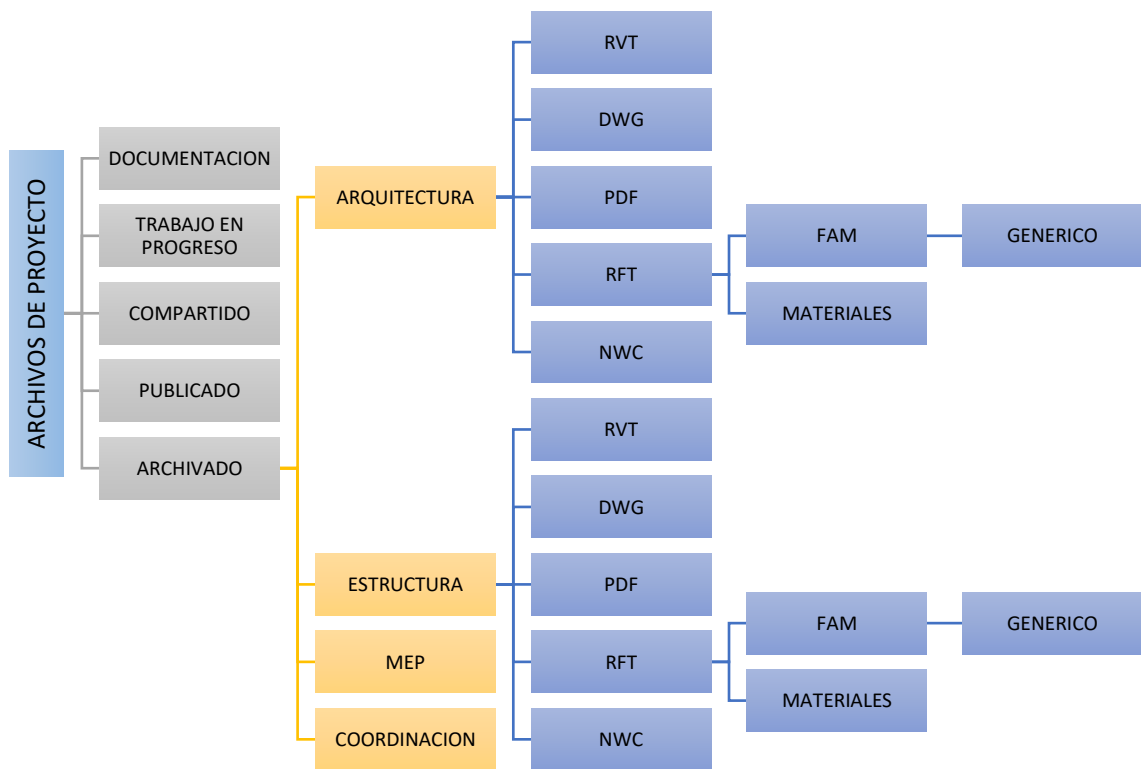 ARCHIVOS DE PROYECTO
DOCUMENTACION
TRABAJO EN
PROGRESO
COMPARTIDO
PUBLICADO
ARCHIVADO
ARQUITECTURA
RVT
DWG
PDF
RFT
FAM
GENERICO
MATERIALES
NWC
ESTRUCTURA
RVT
DWG
PDF
RFT
FAM
GENERICO
MATERIALES
NWC
MEP
COORDINACION